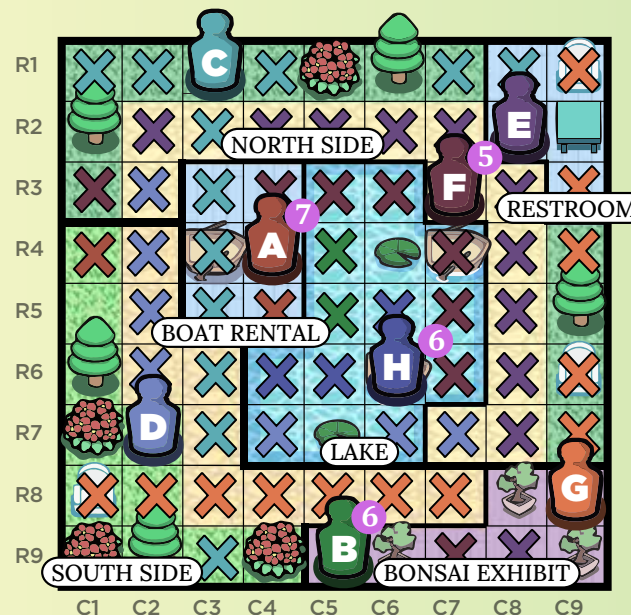 C
R1
R2
E
NORTH SIDE
5
R3
F
RESTROOM
7
R4
A
R5
BOAT RENTAL
6
R6
H
R7
D
LAKE
R8
G
6
R9
B
SOUTH SIDE
BONSAI EXHIBIT
C1 C2 C3 C4 C5 C6 C7 C8 C9